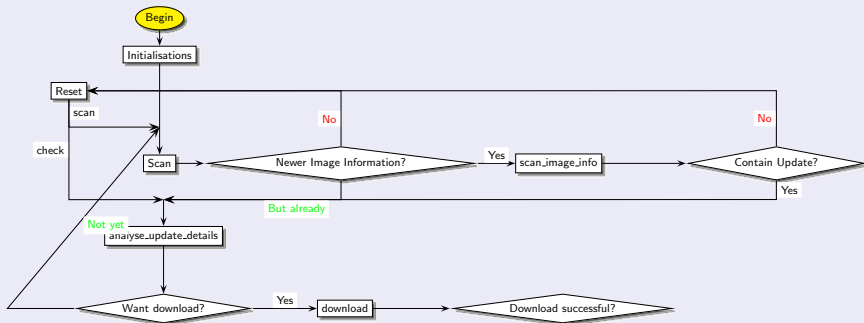 Begin
Initialisations
Reset
scan
No
No
check
Scan
Newer Image Information?
Yes
scan_image_info
Contain Update?
Yes
But already
Not yet
analyse_update_details
Want download?
Yes
download
Download successful?